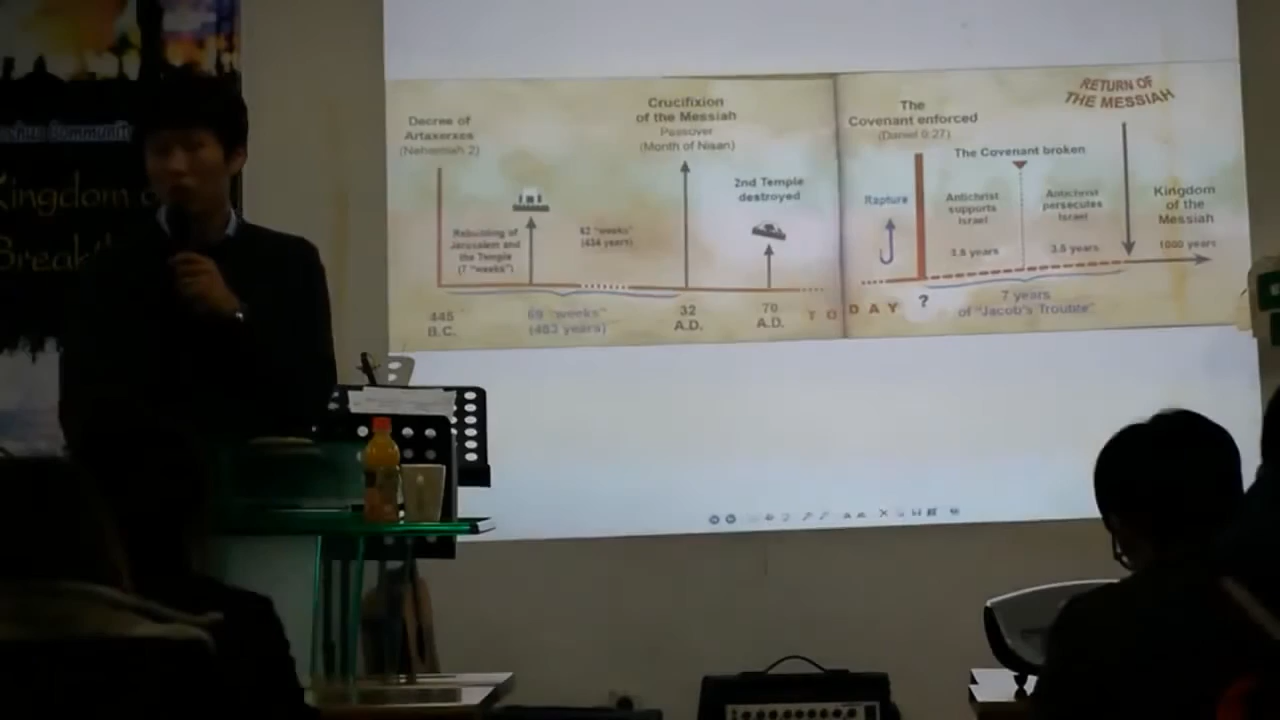 Kingdom o
Break
Decree of
Artaxerxes
(Nehemiah 2)
Rebuilding of
Jerusalem and
the Temple
(7 "weeks")
62 "weeks"
(434 years)
Crucifixion
of the Messiah
Passover
(Month of Nisan)
2nd Temple
destroyed
445
B.C.
69 "weeks"
(483 years)
32
A.D.
70
A.D.
TODAY
Rapture
The
Covenant enforced
(Daniel 9:27)
The Covenant broken
Antichrist
supports
Israel
3.5 years
Antichrist
persecutes
Israel
3.5 years
RETURN OF
THE MESSIAH
Kingdom
of the
Messiah
1000 years
?
7 years
of "Jacob's Trouble"